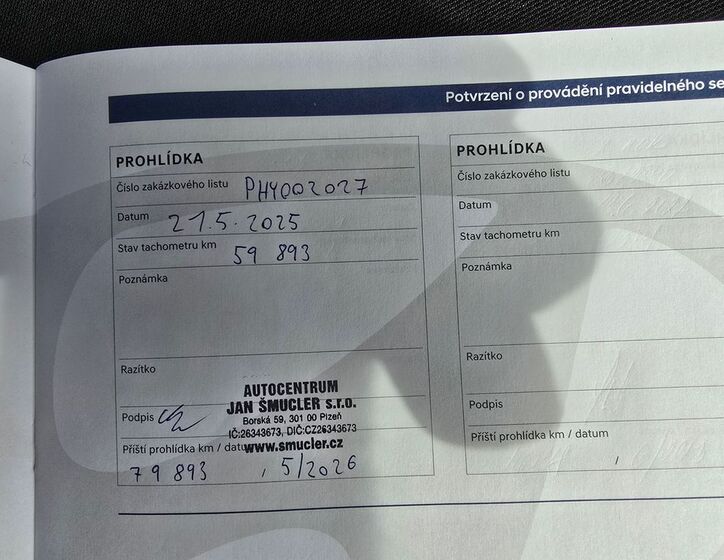 Potvrzení o provádění pravidelného se
PROHLÍDKA
Číslo zakázkového listu PHY002027
Datum 21.5.2025
Stav tachometru km 59 893
Poznámka
Razítko
AUTOCENTRUM
JAN ŠMUCLER s.r.o.
Borská 59, 301 00 Plzeň
IČ:26343673, DIČ:CZ26343673
www.smucler.cz
Podpis
Příští prohlídka km / datum
79 893 , 5/2026
PROHLÍDKA
Číslo zakázkového listu
Datum
Stav tachometru km
Poznámka
Razítko
Podpis
Příští prohlídka km / datum
,